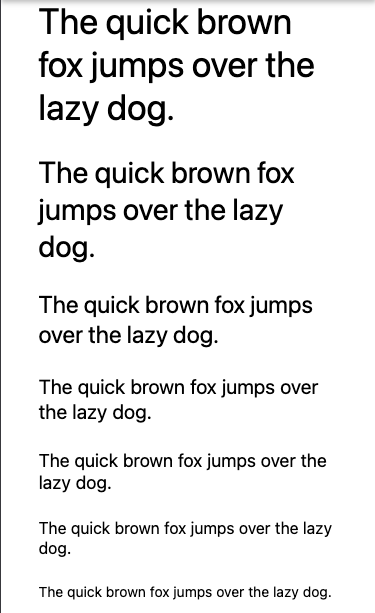 The quick brown
fox jumps over the
lazy dog.
The quick brown fox
jumps over the lazy
dog.
The quick brown fox jumps
over the lazy dog.
The quick brown fox jumps over
the lazy dog.
The quick brown fox jumps over the
lazy dog.
The quick brown fox jumps over the lazy
dog.
The quick brown fox jumps over the lazy dog.